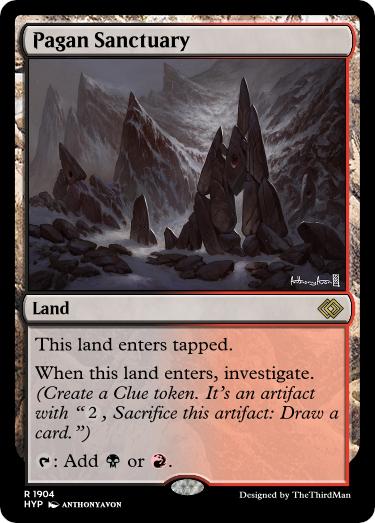 Pagan Sanctuary
AnthonyAvon
Land
This land enters tapped.
When this land enters, investigate.
(Create a Clue token. It's an artifact
with “2, Sacrifice this artifact: Draw a
card.”)
: Add or .
R 1904
HYP ANTHONYAVON
Designed by TheThirdMan